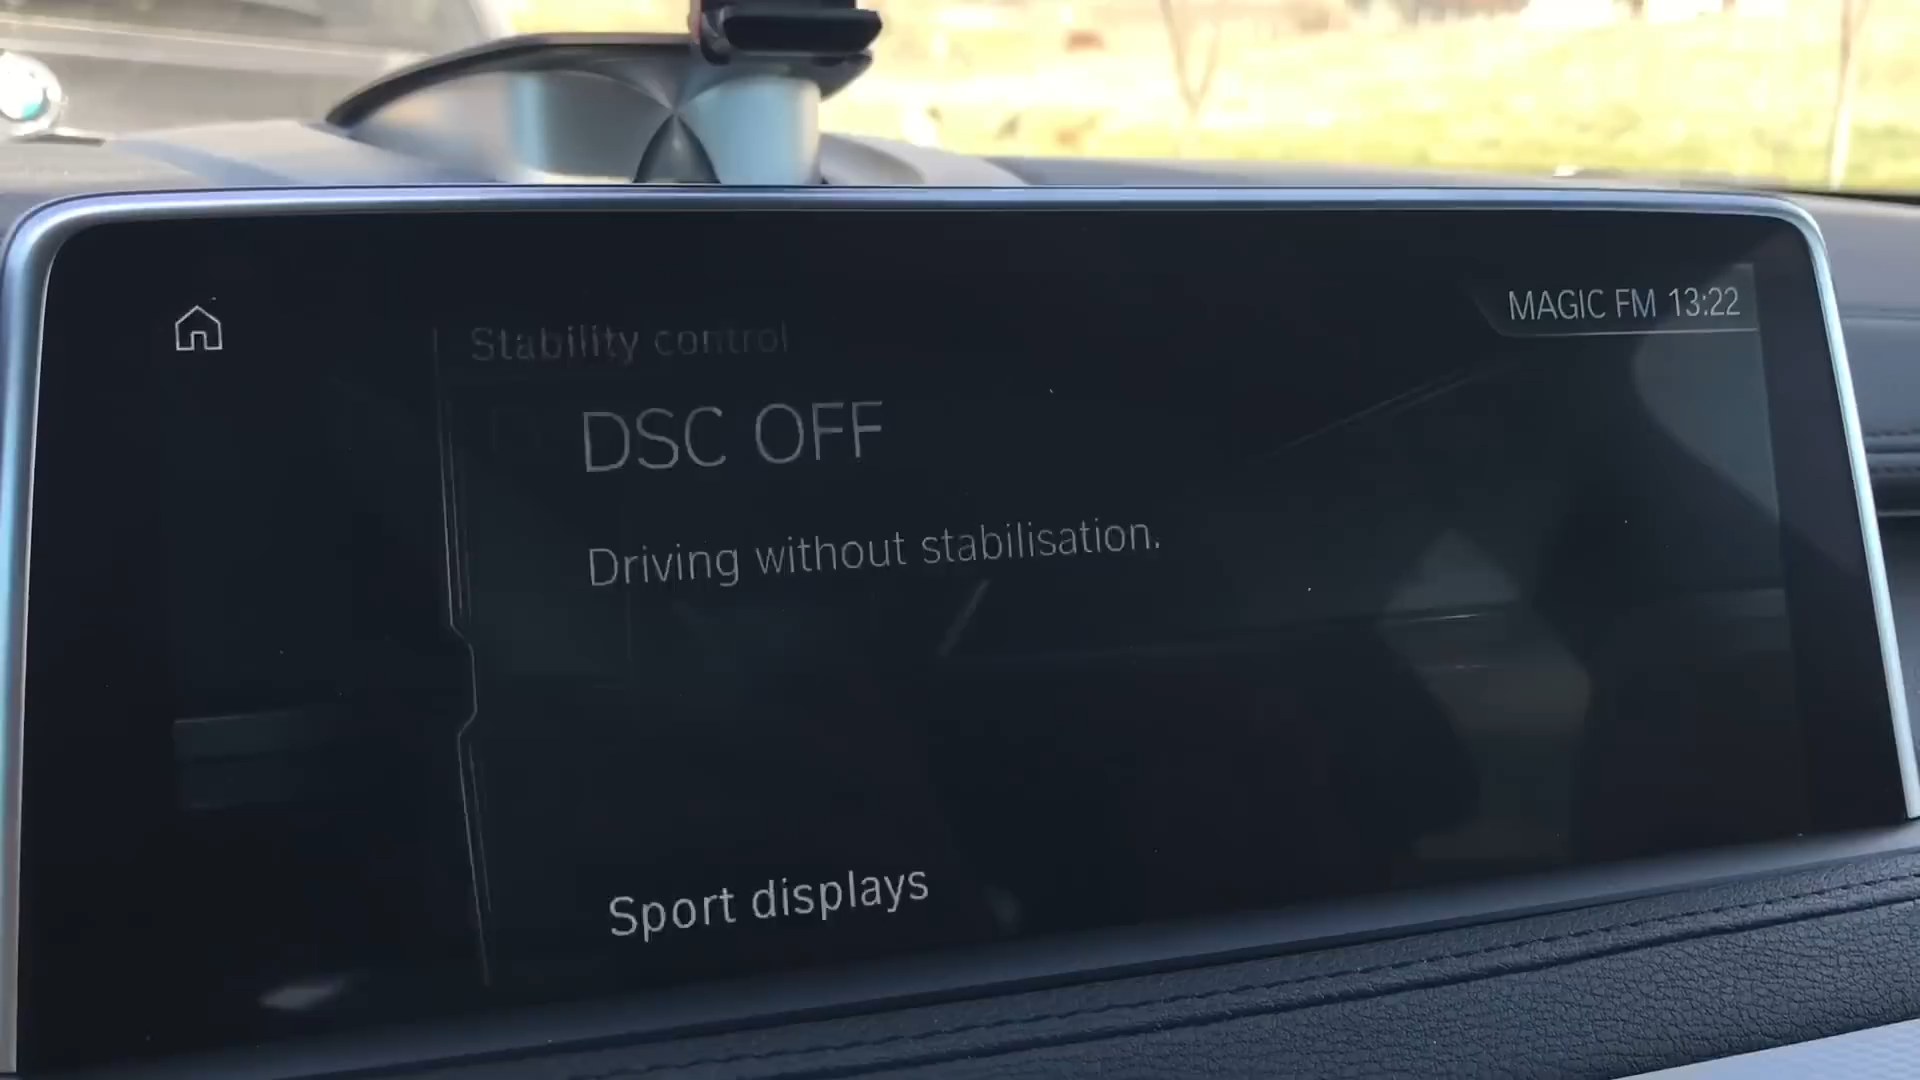 MAGIC FM 13:22
Stability control
DSC OFF
Driving without stabilisation.
Sport displays